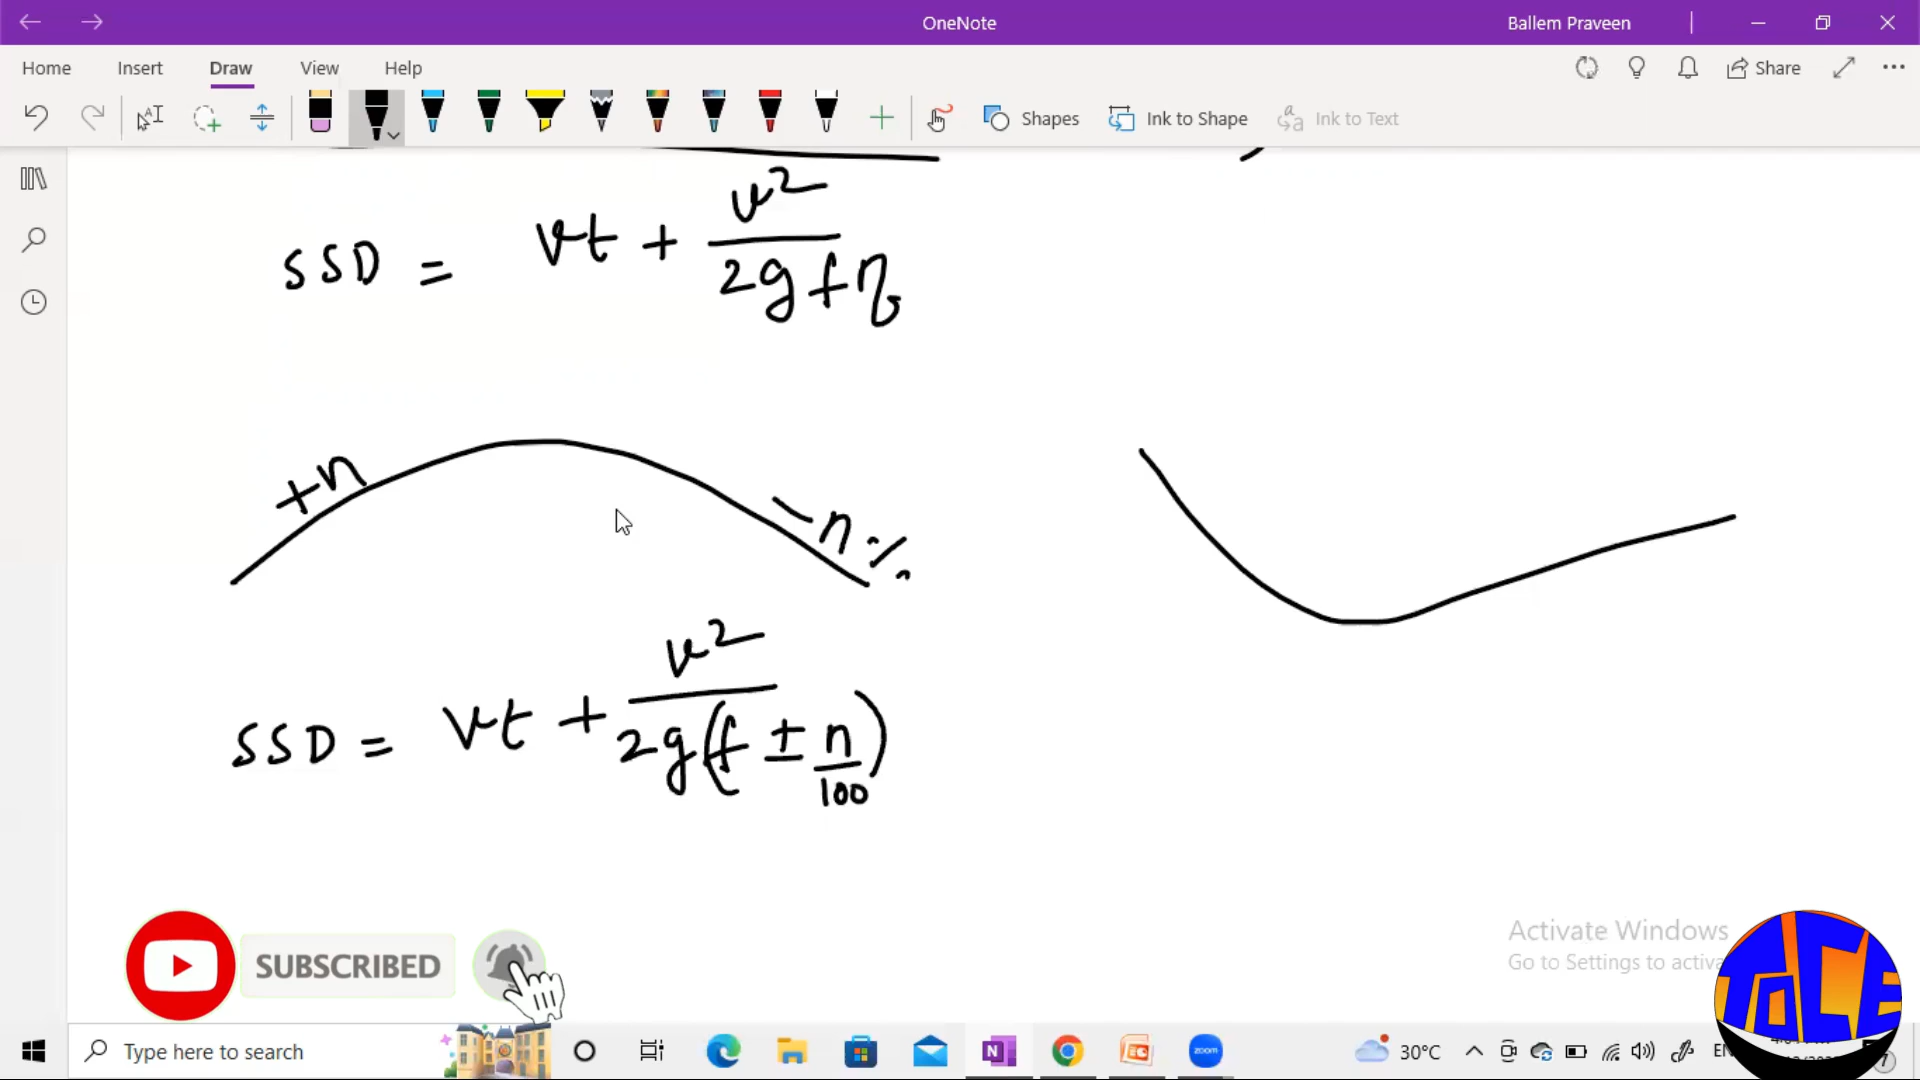 OneNote
Ballem Praveen
Home Insert Draw View Help
Share
Shapes
Ink to Shape
Ink to Text
SSD = vt + v²/2gfη
+n
-n%
SSD = vt + v²/2g(f ± n/100)
SUBSCRIBED
Activate Windows
Go to Settings to activa
Type here to search
zoom
30°C